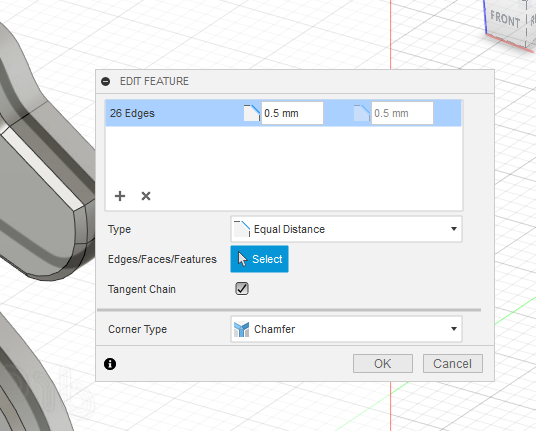 FRONT
EDIT FEATURE
26 Edges 0.5 mm 0.5 mm
Type Equal Distance
Edges/Faces/Features Select
Tangent Chain
Corner Type Chamfer
OK Cancel